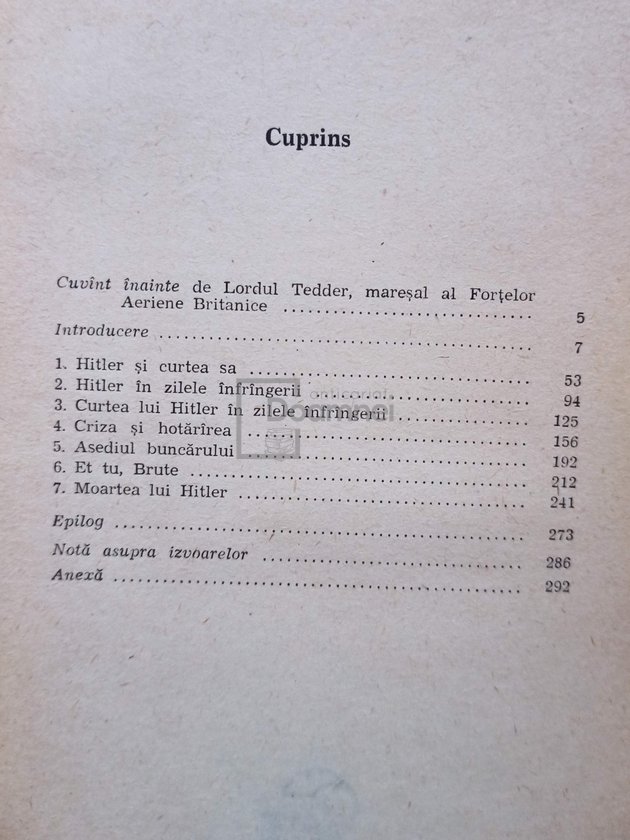 Cuprins
Cuvînt înainte de Lordul Tedder, mareșal al Forțelor
Aeriene Britanice .................................. 5
Introducere .................................. 7
1. Hitler și curtea sa .................................. 53
2. Hitler în zilele înfrîngerii .................................. 94
3. Curtea lui Hitler în zilele înfrîngerii .................................. 125
4. Criza și hotărîrea .................................. 156
5. Asediul buncărului .................................. 192
6. Et tu, Brute .................................. 212
7. Moartea lui Hitler .................................. 241
Epilog .................................. 273
Notă asupra izvoarelor .................................. 286
Anexă .................................. 292
anticariat
Doamnei